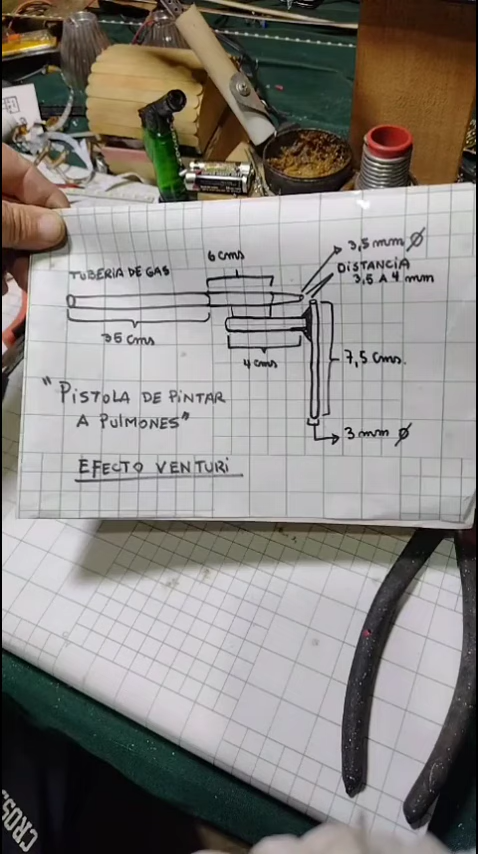 6 cms
3,5 mm Ø
TUBERIA DE GAS
DISTANCIA
3,5 A 4 mm
35 cms
4 cms
7,5 cms.
"PISTOLA DE PINTAR
A PULMONES"
3 mm Ø
EFECTO VENTURI
CROS